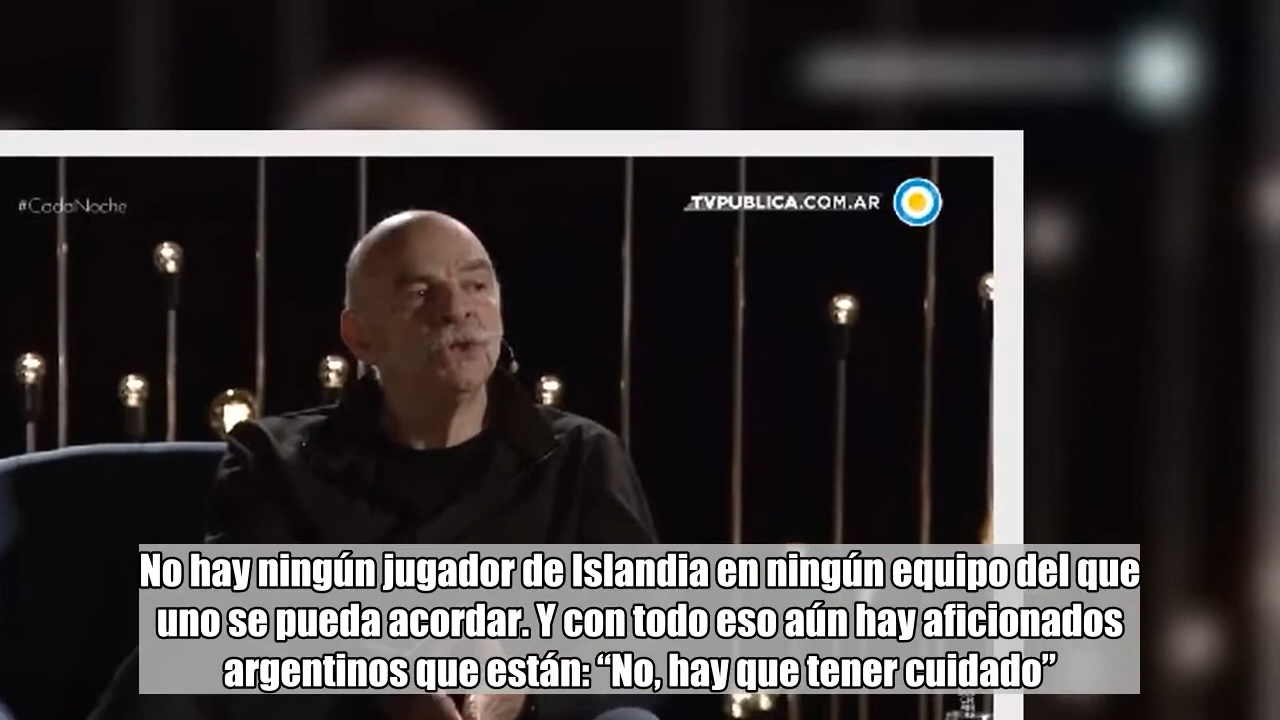 #CadaNoche
TVPUBLICA.COM.AR
No hay ningún jugador de Islandia en ningún equipo del que
uno se pueda acordar. Y con todo eso aún hay aficionados
argentinos que están: “No, hay que tener cuidado”